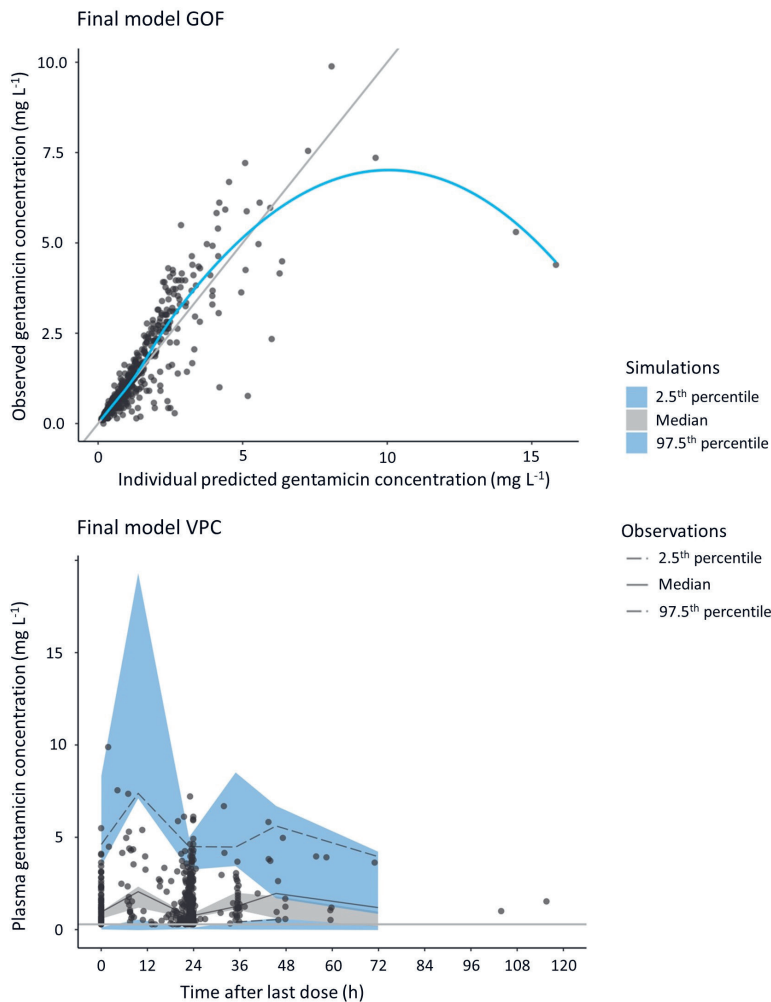 Final model GOF
Observed gentamicin concentration (mg L⁻¹)
10.0
7.5
5.0
2.5
0.0
0
5
10
15
Individual predicted gentamicin concentration (mg L⁻¹)
Simulations
2.5th percentile
Median
97.5th percentile
Final model VPC
Observations
2.5th percentile
Median
97.5th percentile
Plasma gentamicin concentration (mg L⁻¹)
15
10
5
0
0
12
24
36
48
60
72
84
96
108
120
Time after last dose (h)